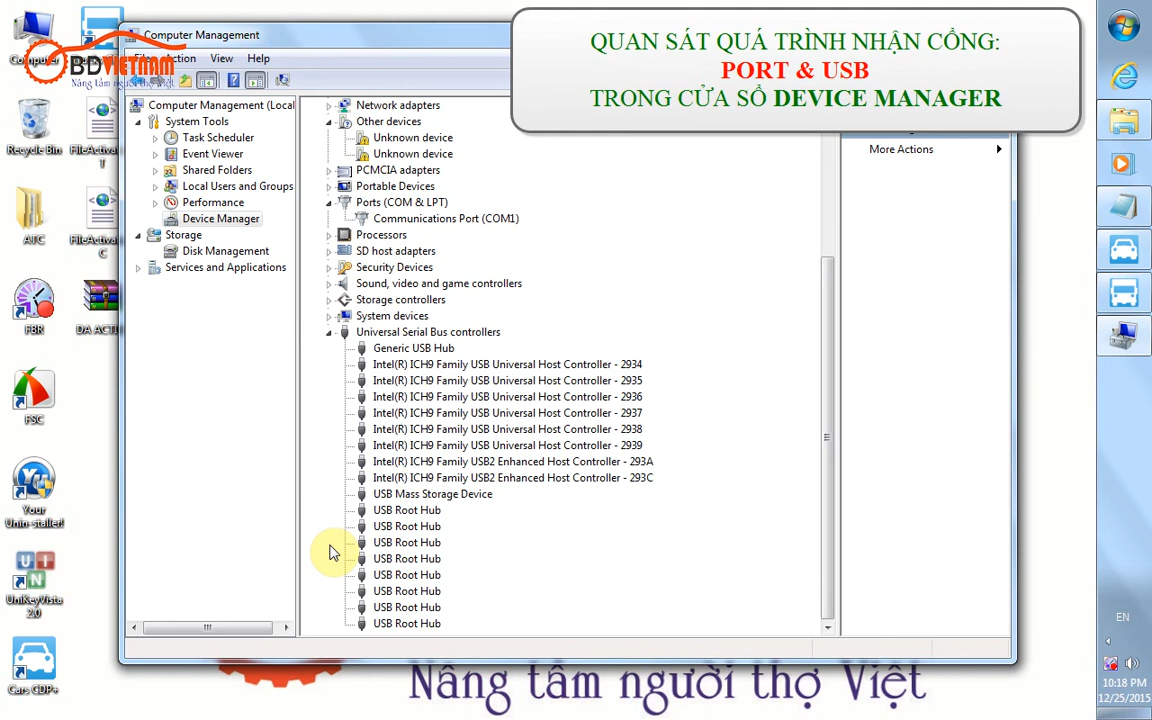 QUAN SÁT QUÁ TRÌNH NHẬN CỔNG:
PORT & USB
TRONG CỬA SỔ DEVICE MANAGER
Computer Management
Action
View
Help
BDVIETNAM
Nâng tầm người thợ Việt
Computer
Recycle Bin
ATC
FBR
FSC
Your Unin-staller!
UniKeyVista 2.0
Cars CDP+
Computer Management (Local
System Tools
Task Scheduler
Event Viewer
Shared Folders
Local Users and Groups
Performance
Device Manager
Storage
Disk Management
Services and Applications
Network adapters
Other devices
Unknown device
Unknown device
PCMCIA adapters
Portable Devices
Ports (COM & LPT)
Communications Port (COM1)
Processors
SD host adapters
Security Devices
Sound, video and game controllers
Storage controllers
System devices
Universal Serial Bus controllers
Generic USB Hub
Intel(R) ICH9 Family USB Universal Host Controller - 2934
Intel(R) ICH9 Family USB Universal Host Controller - 2935
Intel(R) ICH9 Family USB Universal Host Controller - 2936
Intel(R) ICH9 Family USB Universal Host Controller - 2937
Intel(R) ICH9 Family USB Universal Host Controller - 2938
Intel(R) ICH9 Family USB Universal Host Controller - 2939
Intel(R) ICH9 Family USB2 Enhanced Host Controller - 293A
Intel(R) ICH9 Family USB2 Enhanced Host Controller - 293C
USB Mass Storage Device
USB Root Hub
USB Root Hub
USB Root Hub
USB Root Hub
USB Root Hub
USB Root Hub
USB Root Hub
USB Root Hub
More Actions
EN
10:18 PM
12/25/2015
Nâng tầm người thợ Việt